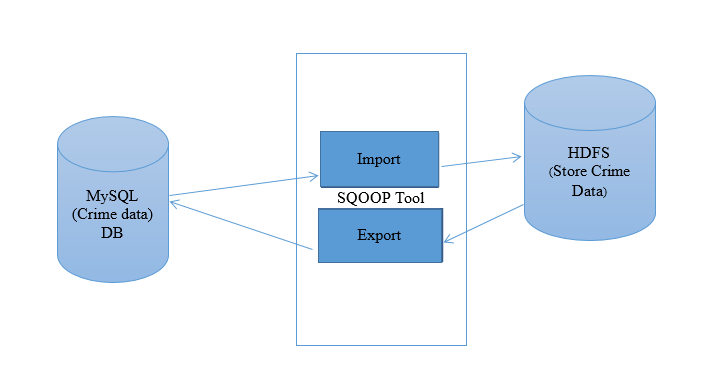 MySQL
(Crime data)
DB
Import
SQOOP Tool
Export
HDFS
(Store Crime
Data)